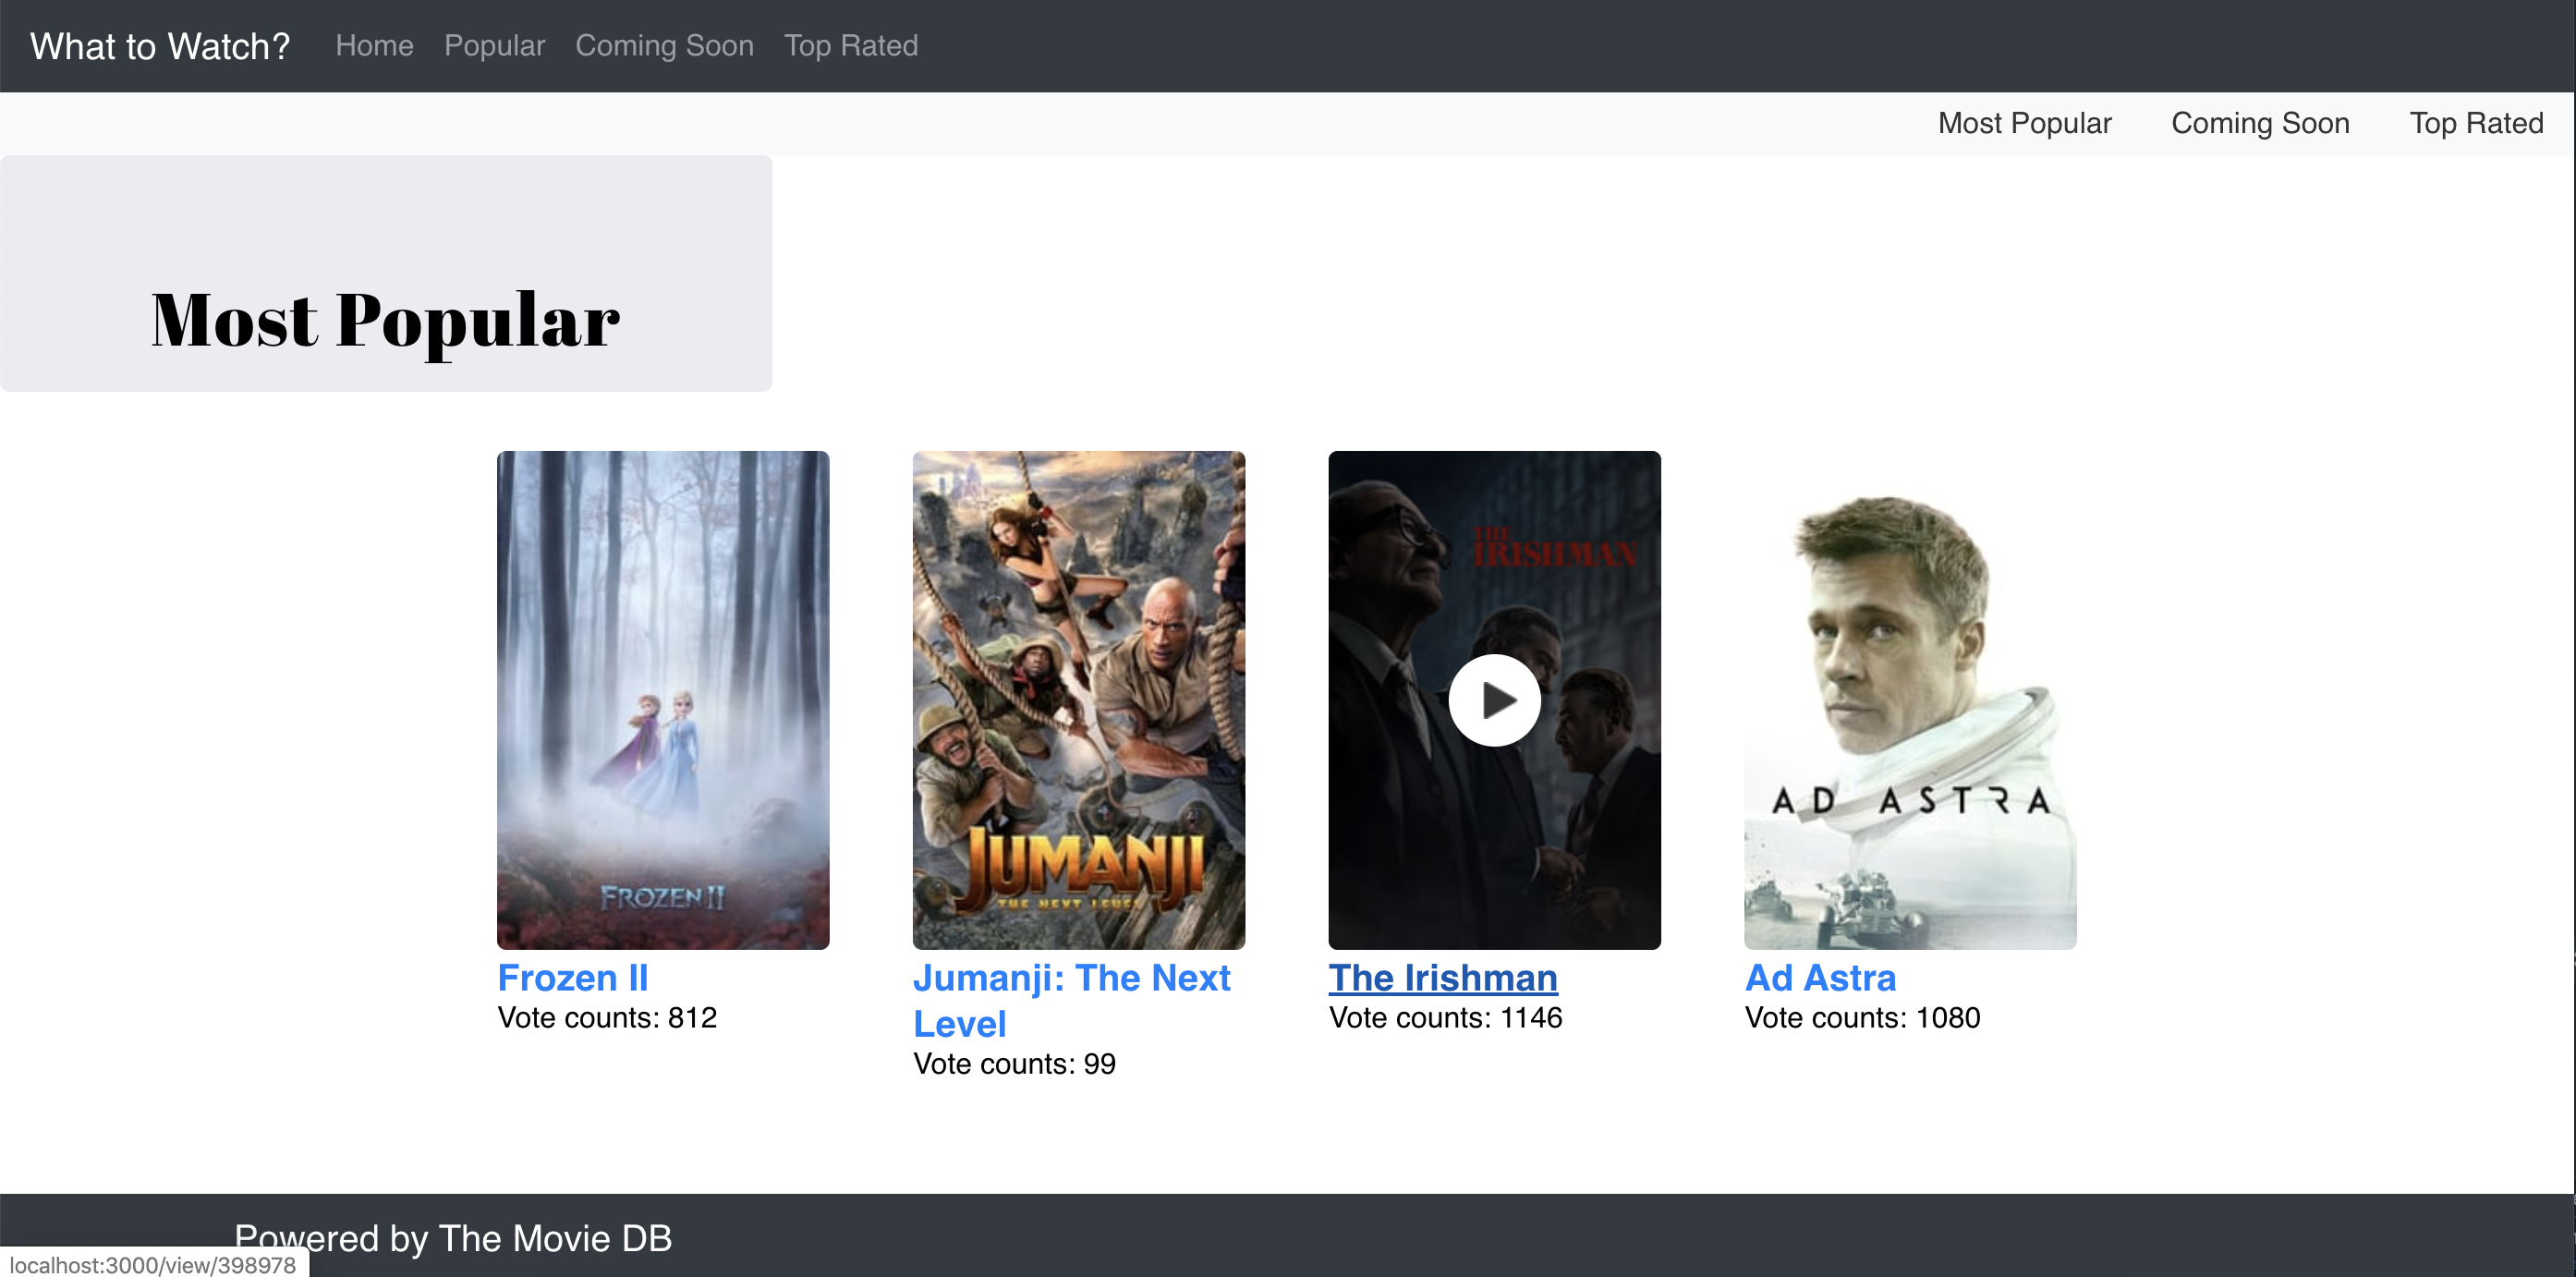 What to Watch? Home Popular Coming Soon Top Rated
Most Popular Coming Soon Top Rated
Most Popular
FROZEN II
JUMANJI
THE NEXT LEVEL
THE
IRISHMAN
AD ASTRA
Frozen II
Vote counts: 812
Jumanji: The Next
Level
Vote counts: 99
The Irishman
Vote counts: 1146
Ad Astra
Vote counts: 1080
Powered by The Movie DB
localhost:3000/view/398978